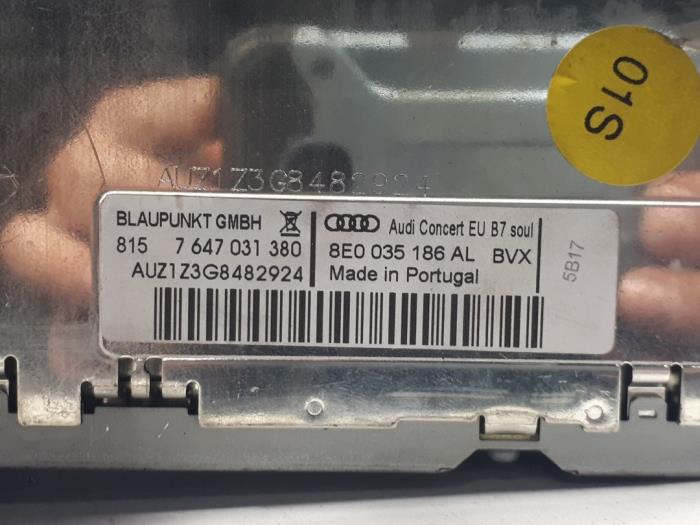 01S
AUZ1Z3G8482924
BLAUPUNKT GMBH
815 7 647 031 380
AUZ1Z3G8482924
Audi Concert EU B7 soul
8E0 035 186 AL BVX
Made in Portugal
5B17